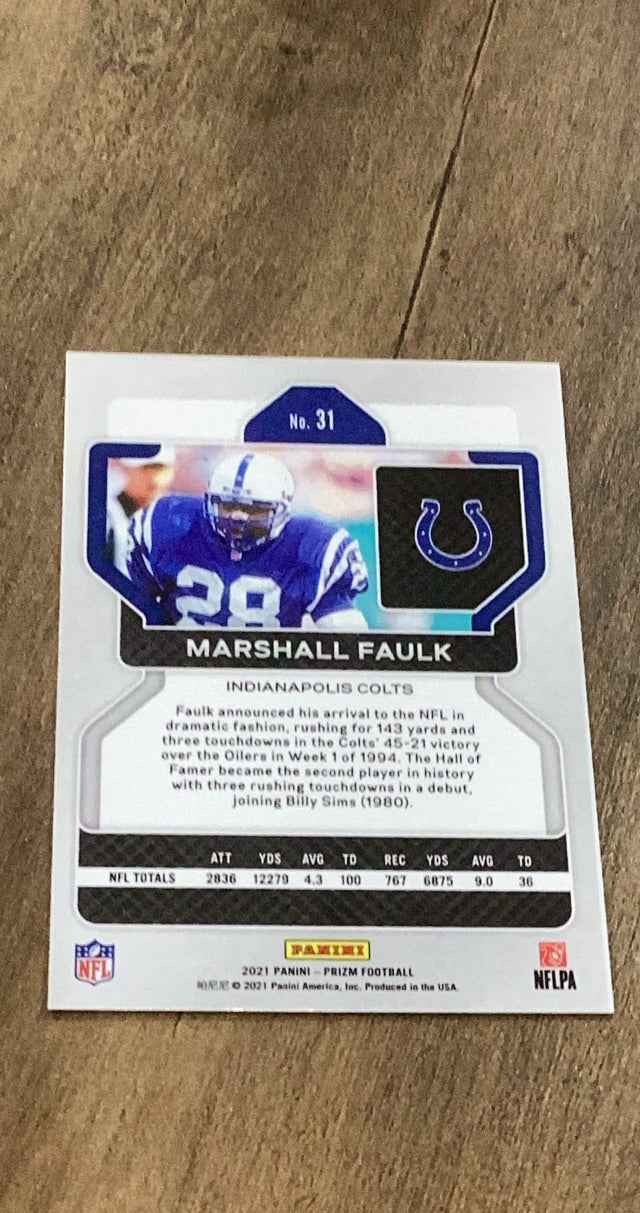 No. 31
28
MARSHALL FAULK
INDIANAPOLIS COLTS
Faulk announced his arrival to the NFL in
dramatic fashion, rushing for 143 yards and
three touchdowns in the Colts' 45-21 victory
over the Oilers in Week 1 of 1994. The Hall of
Famer became the second player in history
with three rushing touchdowns in a debut,
joining Billy Sims (1980).
ATT YDS AVG TD REC YDS AVG TD
NFL TOTALS 2836 12279 4.3 100 767 6875 9.0 36
NFL
PANINI
2021 PANINI – PRIZM FOOTBALL
帕尼尼 © 2021 Panini America, Inc. Produced in the USA.
NFLPA